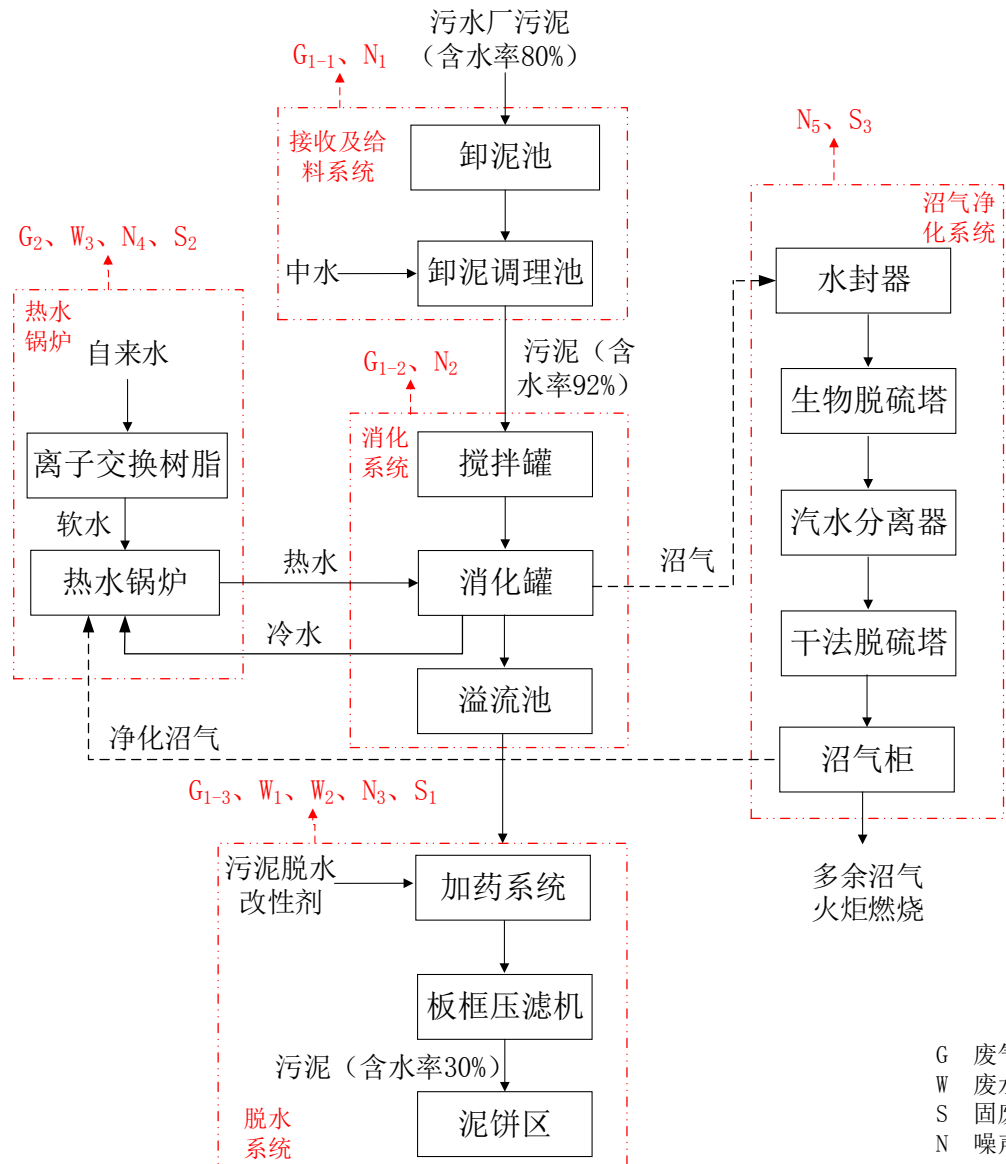 污水厂污泥
（含水率80%）
G₁₋₁、N₁
接收及给
料系统
卸泥池
中水
卸泥调理池
N₅、S₃
沼气净
化系统
水封器
生物脱硫塔
汽水分离器
干法脱硫塔
沼气柜
多余沼气
火炬燃烧
G₂、W₃、N₄、S₂
热水
锅炉
自来水
离子交换树脂
软水
热水锅炉
热水
冷水
净化沼气
污泥（含
水率92%）
G₁₋₂、N₂
消化
系统
搅拌罐
消化罐
沼气
溢流池
G₁₋₃、W₁、W₂、N₃、S₁
污泥脱水
改性剂
加药系统
板框压滤机
污泥（含水率30%）
泥饼区
脱水
系统
G 废气
W 废水
S 固废
N 噪声